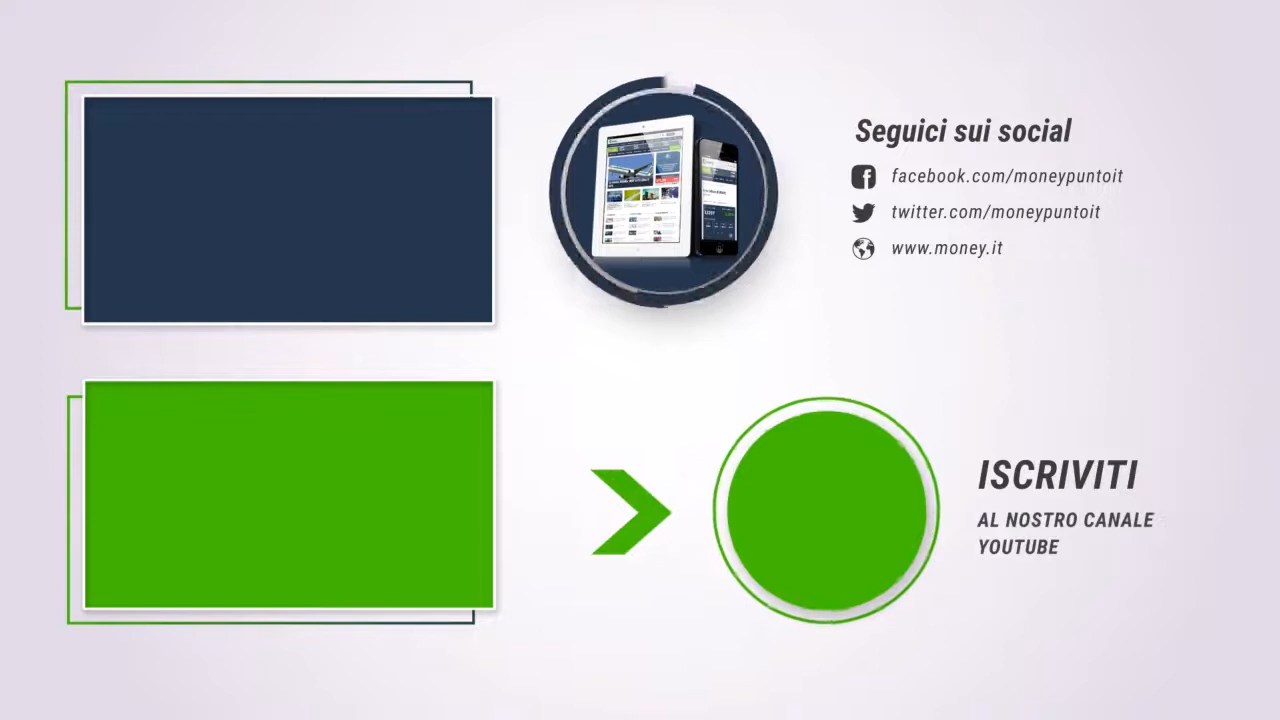 Seguici sui social
facebook.com/moneypuntoit
twitter.com/moneypuntoit
www.money.it
ISCRIVITI
AL NOSTRO CANALE
YOUTUBE